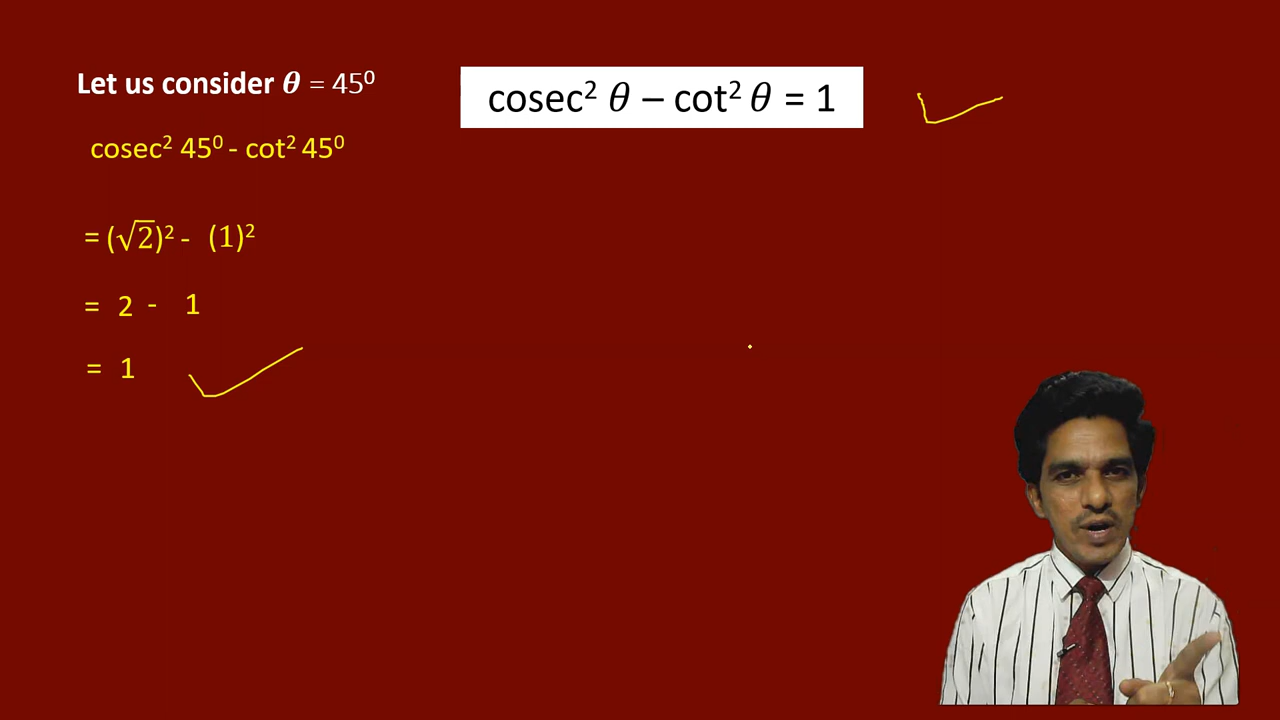 Let us consider θ = 45⁰
cosec² θ – cot² θ = 1
cosec² 45⁰ - cot² 45⁰
= (√2)² - (1)²
= 2 - 1
= 1